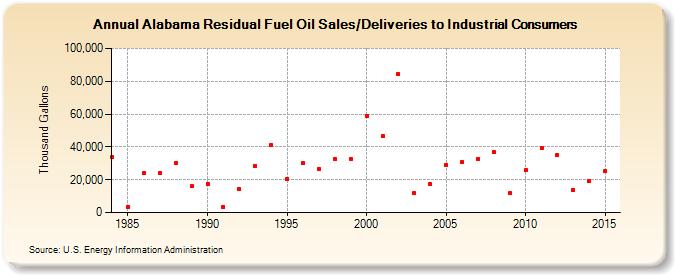 Annual Alabama Residual Fuel Oil Sales/Deliveries to Industrial Consumers
Thousand Gallons
100,000
80,000
60,000
40,000
20,000
0
1985 1990 1995 2000 2005 2010 2015
Source: U.S. Energy Information Administration